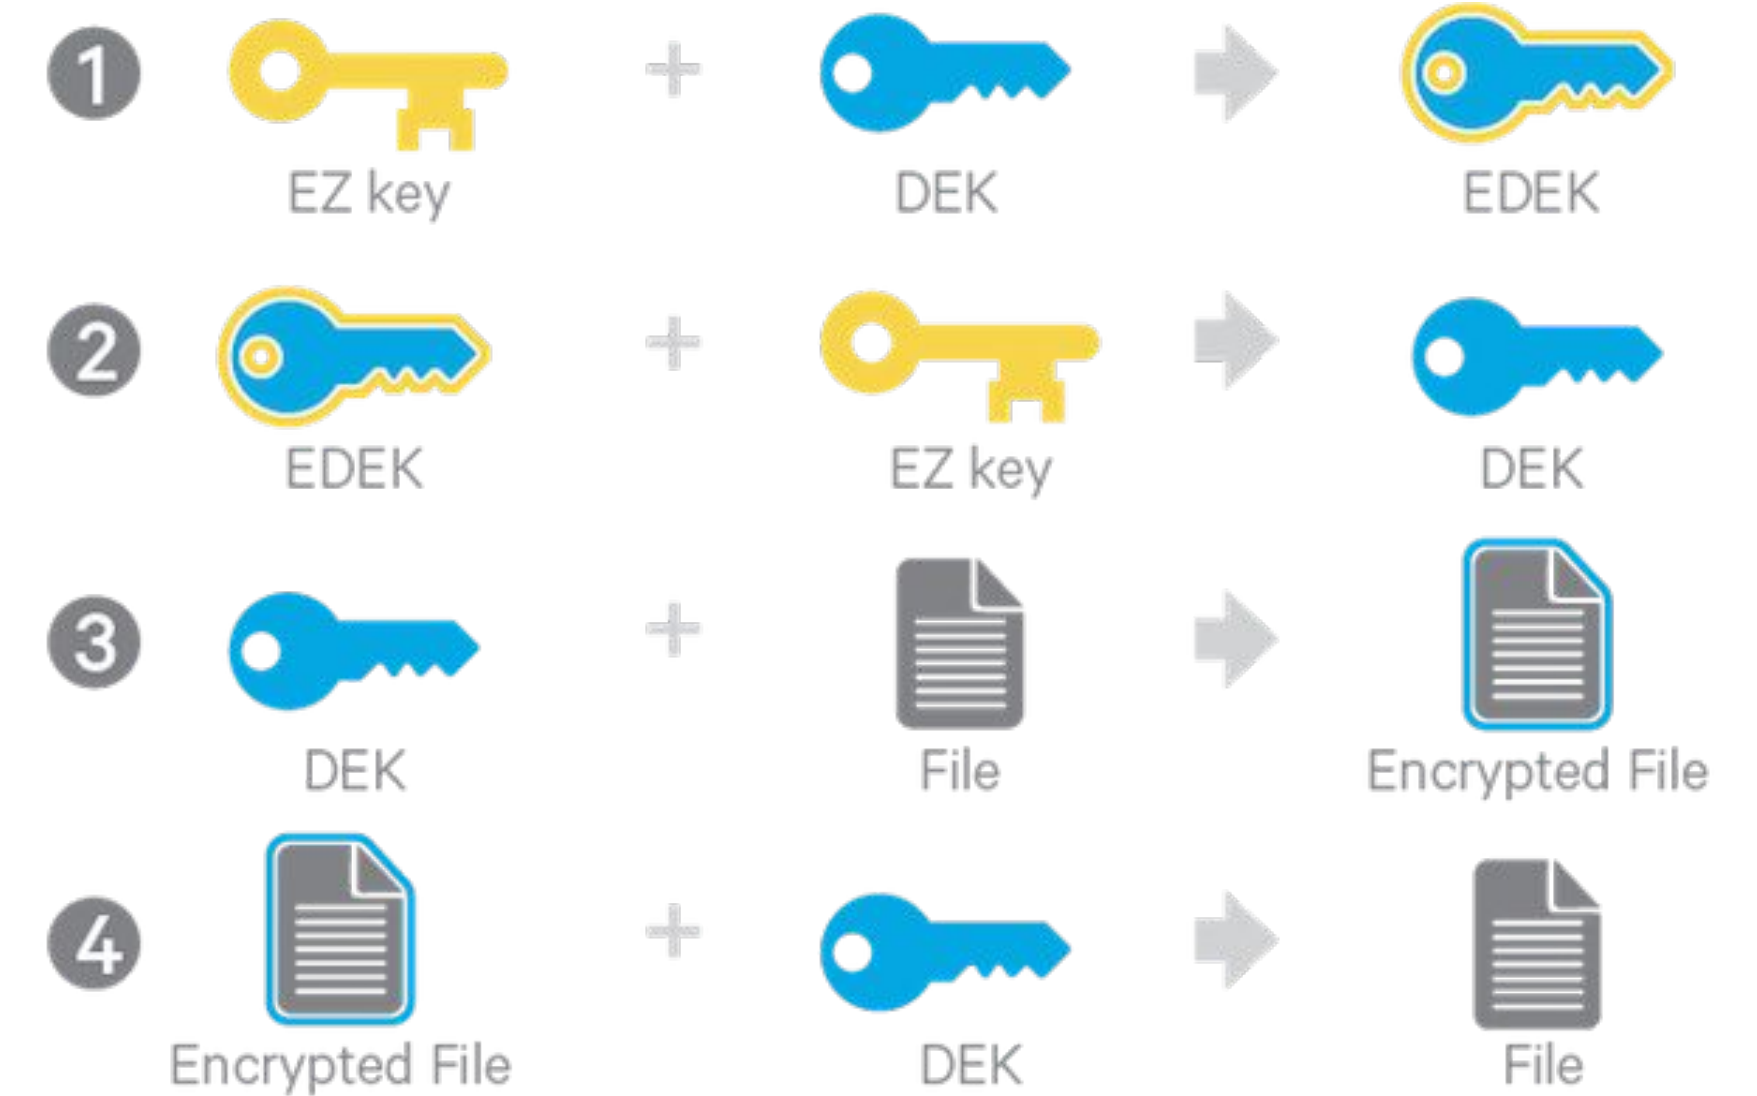 1
+
EZ key
DEK
EDEK
2
+
EDEK
EZ key
DEK
3
+
DEK
File
Encrypted File
4
+
Encrypted File
DEK
File